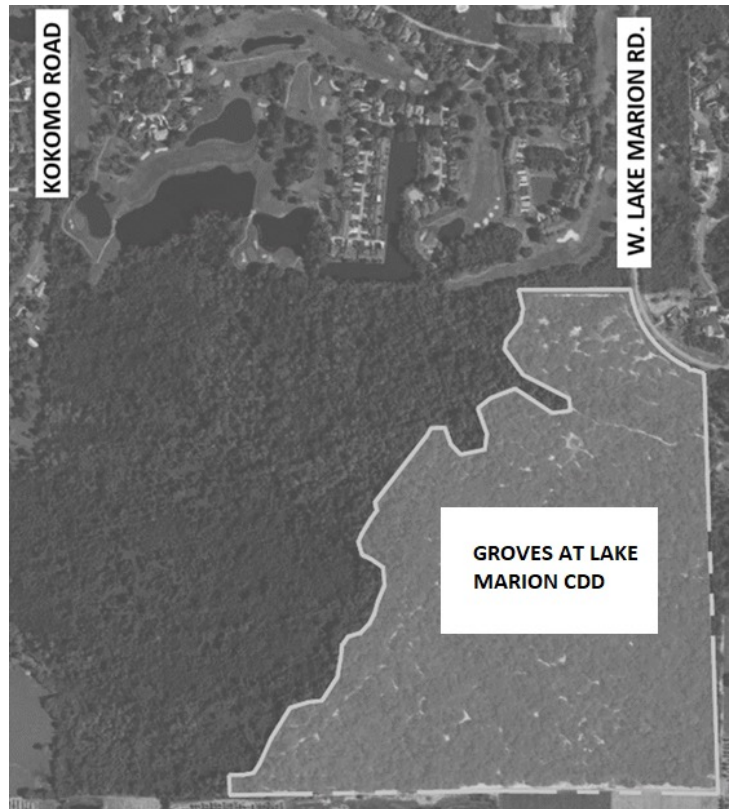 KOKOMO ROAD
W. LAKE MARION RD.
GROVES AT LAKE
MARION CDD